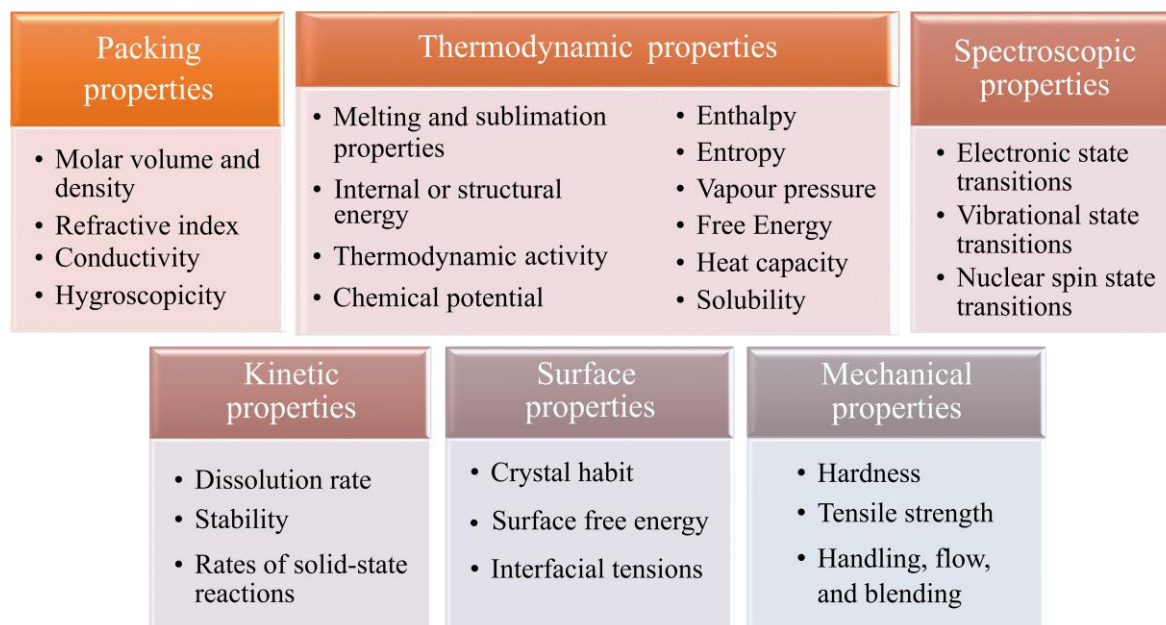 Packing
properties
• Molar volume and
density
• Refractive index
• Conductivity
• Hygroscopicity
Thermodynamic properties
• Melting and sublimation
properties
• Internal or structural
energy
• Thermodynamic activity
• Chemical potential
• Enthalpy
• Entropy
• Vapour pressure
• Free Energy
• Heat capacity
• Solubility
Spectroscopic
properties
• Electronic state
transitions
• Vibrational state
transitions
• Nuclear spin state
transitions
Kinetic
properties
• Dissolution rate
• Stability
• Rates of solid-state
reactions
Surface
properties
• Crystal habit
• Surface free energy
• Interfacial tensions
Mechanical
properties
• Hardness
• Tensile strength
• Handling, flow,
and blending